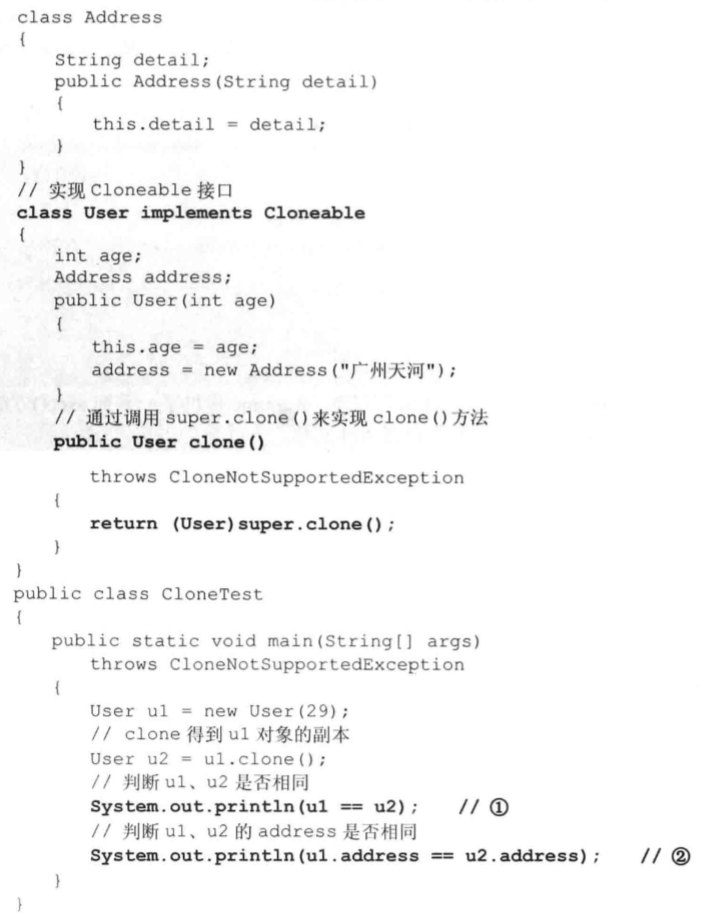 class Address
{
    String detail;
    public Address(String detail)
    {
        this.detail = detail;
    }
}
// 实现 Cloneable 接口
class User implements Cloneable
{
    int age;
    Address address;
    public User(int age)
    {
        this.age = age;
        address = new Address("广州天河");
    }
    // 通过调用 super.clone()来实现 clone()方法
    public User clone()
        throws CloneNotSupportedException
    {
        return (User)super.clone();
    }
}
public class CloneTest
{
    public static void main(String[] args)
        throws CloneNotSupportedException
    {
        User u1 = new User(29);
        // clone 得到 u1 对象的副本
        User u2 = u1.clone();
        // 判断 u1、u2 是否相同
        System.out.println(u1 == u2);    // ①
        // 判断 u1、u2 的 address 是否相同
        System.out.println(u1.address == u2.address);    // ②
    }
}